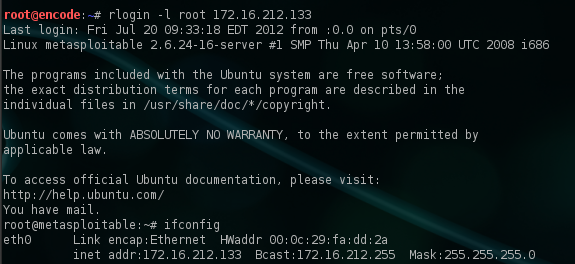 root@encode:~# rlogin -l root 172.16.212.133
Last login: Fri Jul 20 09:33:18 EDT 2012 from :0.0 on pts/0
Linux metasploitable 2.6.24-16-server #1 SMP Thu Apr 10 13:58:00 UTC 2008 i686
The programs included with the Ubuntu system are free software;
the exact distribution terms for each program are described in the
individual files in /usr/share/doc/*/copyright.
Ubuntu comes with ABSOLUTELY NO WARRANTY, to the extent permitted by
applicable law.
To access official Ubuntu documentation, please visit:
http://help.ubuntu.com/
You have mail.
root@metasploitable:~# ifconfig
eth0      Link encap:Ethernet  HWaddr 00:0c:29:fa:dd:2a
          inet addr:172.16.212.133  Bcast:172.16.212.255  Mask:255.255.255.0